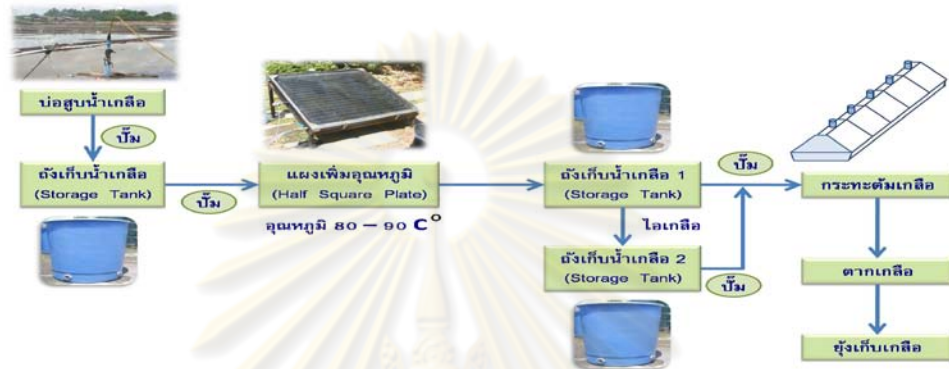 บ่อสูบน้ำเกลือ
ปั๊ม
ถังเก็บน้ำเกลือ
(Storage Tank)
ปั๊ม
แผงเพิ่มอุณหภูมิ
(Half Square Plate)
อุณหภูมิ 80 – 90 C°
ถังเก็บน้ำเกลือ 1
(Storage Tank)
ไอเกลือ
ถังเก็บน้ำเกลือ 2
(Storage Tank)
ปั๊ม
ปั๊ม
กระทะต้มเกลือ
ตากเกลือ
ยุ้งเก็บเกลือ